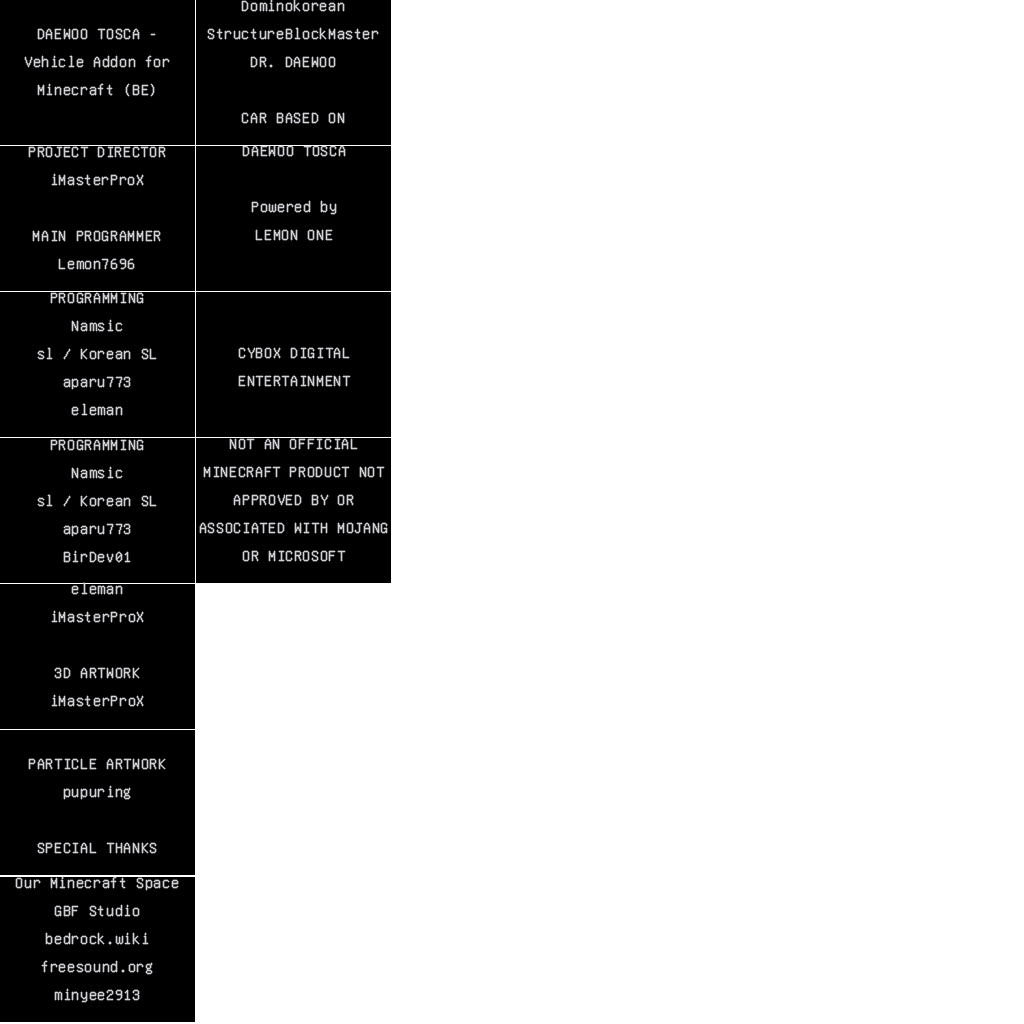 DAEWOO TOSCA -
Vehicle Addon for
Minecraft (BE)
PROJECT DIRECTOR
iMasterProX
MAIN PROGRAMMER
Lemon7696
PROGRAMMING
Namsic
sl / Korean SL
aparu773
eleman
PROGRAMMING
Namsic
sl / Korean SL
aparu773
BirDev01
eleman
iMasterProX
3D ARTWORK
iMasterProX
PARTICLE ARTWORK
pupuring
SPECIAL THANKS
Our Minecraft Space
GBF Studio
bedrock.wiki
freesound.org
minyee2913
Dominokorean
StructureBlockMaster
DR. DAEWOO
CAR BASED ON
DAEWOO TOSCA
Powered by
LEMON ONE
CYBOX DIGITAL
ENTERTAINMENT
NOT AN OFFICIAL
MINECRAFT PRODUCT NOT
APPROVED BY OR
ASSOCIATED WITH MOJANG
OR MICROSOFT